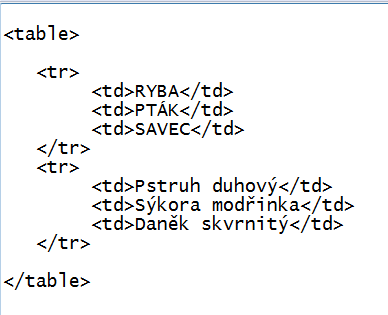 <table>
<tr>
<td>RYBA</td>
<td>PTÁK</td>
<td>SAVEC</td>
</tr>
<tr>
<td>Pstruh duhový</td>
<td>Sýkora modřinka</td>
<td>Daněk skvrnitý</td>
</tr>
</table>